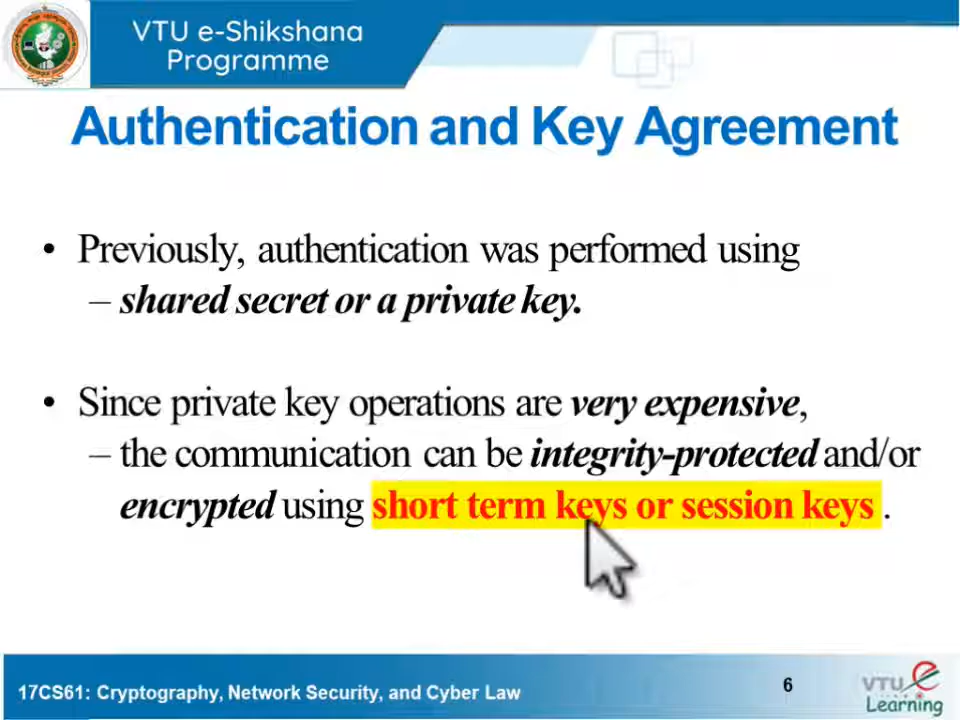 VTU e-Shikshana
Programme
Authentication and Key Agreement
• Previously, authentication was performed using
– shared secret or a private key.
• Since private key operations are very expensive,
– the communication can be integrity-protected and/or
encrypted using short term keys or session keys .
17CS61: Cryptography, Network Security, and Cyber Law
6
VTU e
Learning